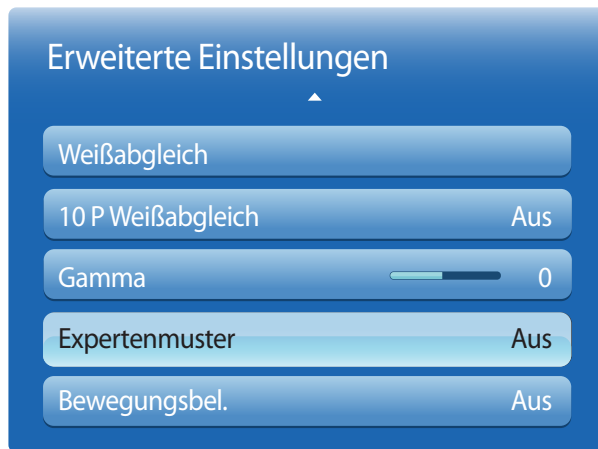 Erweiterte Einstellungen
Weißabgleich
10 P Weißabgleich Aus
Gamma 0
Expertenmuster Aus
Bewegungsbel. Aus